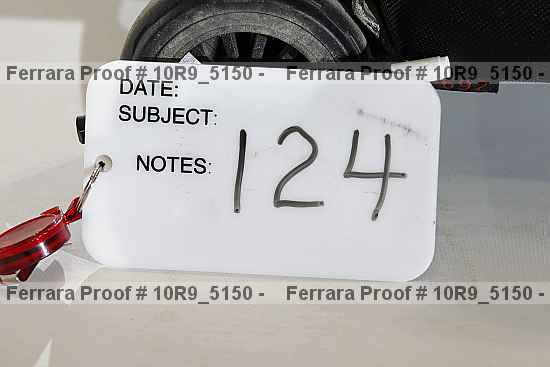 Ferrara Proof # 10R9_5150 - Ferrara Proof # 10R9_5150 -
DATE:
SUBJECT:
NOTES: 124
Ferrara Proof # 10R9_5150 - Ferrara Proof # 10R9_5150 -